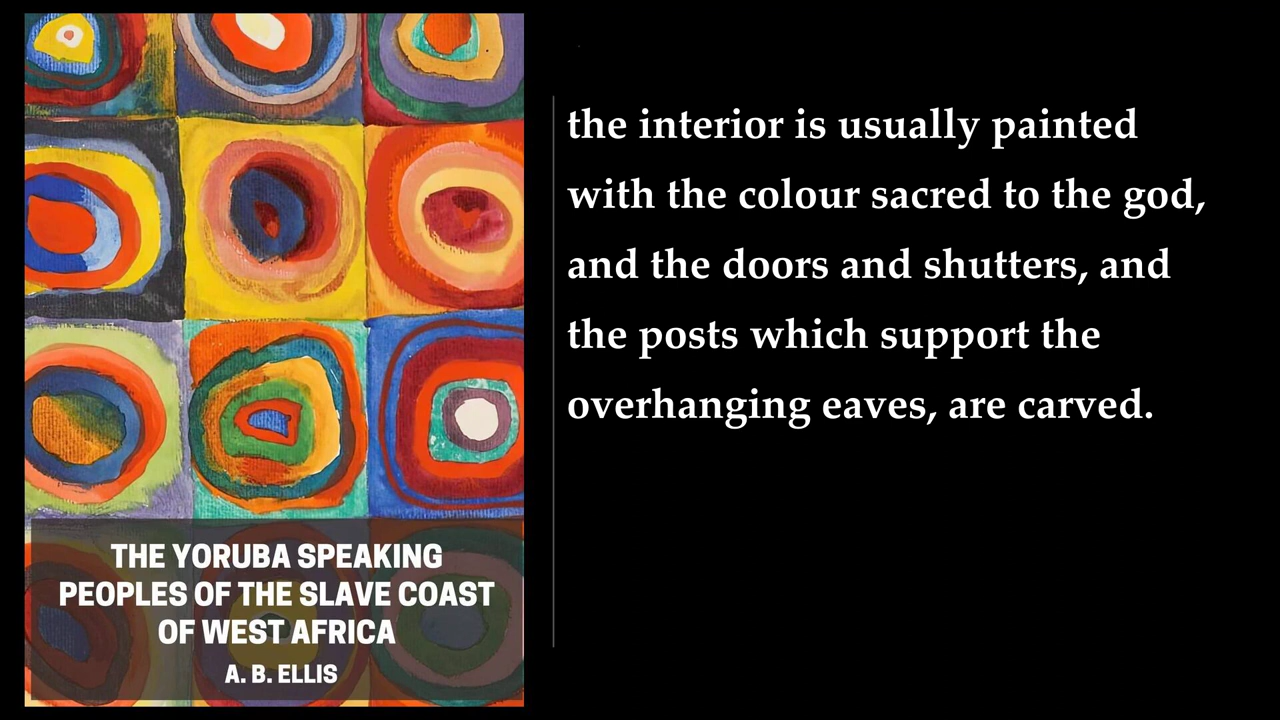 the interior is usually painted
with the colour sacred to the god,
and the doors and shutters, and
the posts which support the
overhanging eaves, are carved.
THE YORUBA SPEAKING
PEOPLES OF THE SLAVE COAST
OF WEST AFRICA
A. B. ELLIS